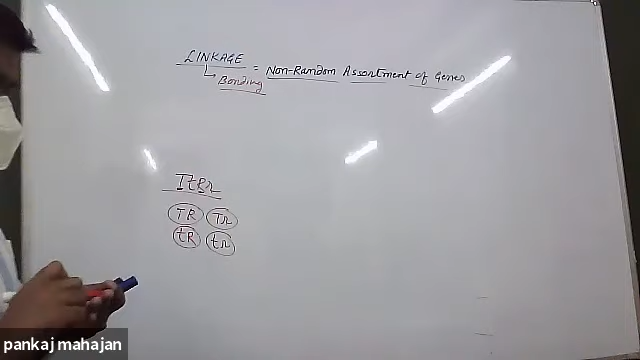 LINKAGE = Non-Random Assortment of Genes
Bonding
TtRr
TR Tr
tR tr
pankaj mahajan